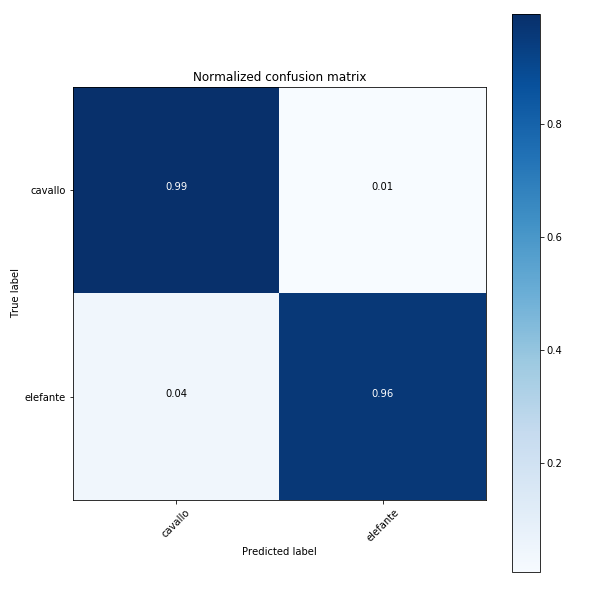 Normalized confusion matrix
cavallo
0.99
0.01
elefante
0.04
0.96
cavallo
elefante
True label
Predicted label
0.8
0.6
0.4
0.2